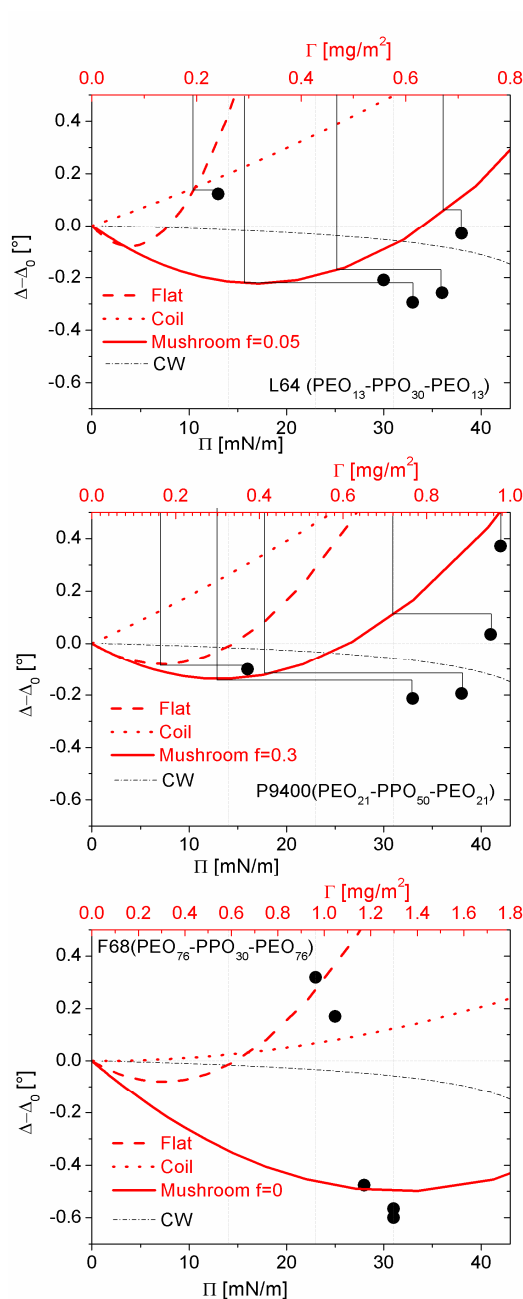 Γ [mg/m²]
0.0 0.2 0.4 0.6 0.8
0.4
0.2
0.0
-0.2
-0.4
-0.6
Δ−Δ₀ [°]
Flat
Coil
Mushroom f=0.05
CW
L64 (PEO₁₃-PPO₃₀-PEO₁₃)
0 10 20 30 40
Π [mN/m]
Γ [mg/m²]
0.0 0.2 0.4 0.6 0.8 1.0
0.4
0.2
0.0
-0.2
-0.4
-0.6
Δ−Δ₀ [°]
Flat
Coil
Mushroom f=0.3
CW
P9400(PEO₂₁-PPO₅₀-PEO₂₁)
0 10 20 30 40
Π [mN/m]
Γ [mg/m²]
0.0 0.2 0.4 0.6 0.8 1.0 1.2 1.4 1.6 1.8
F68(PEO₇₆-PPO₃₀-PEO₇₆)
0.4
0.2
0.0
-0.2
-0.4
-0.6
Δ−Δ₀ [°]
Flat
Coil
Mushroom f=0
CW
0 10 20 30 40
Π [mN/m]